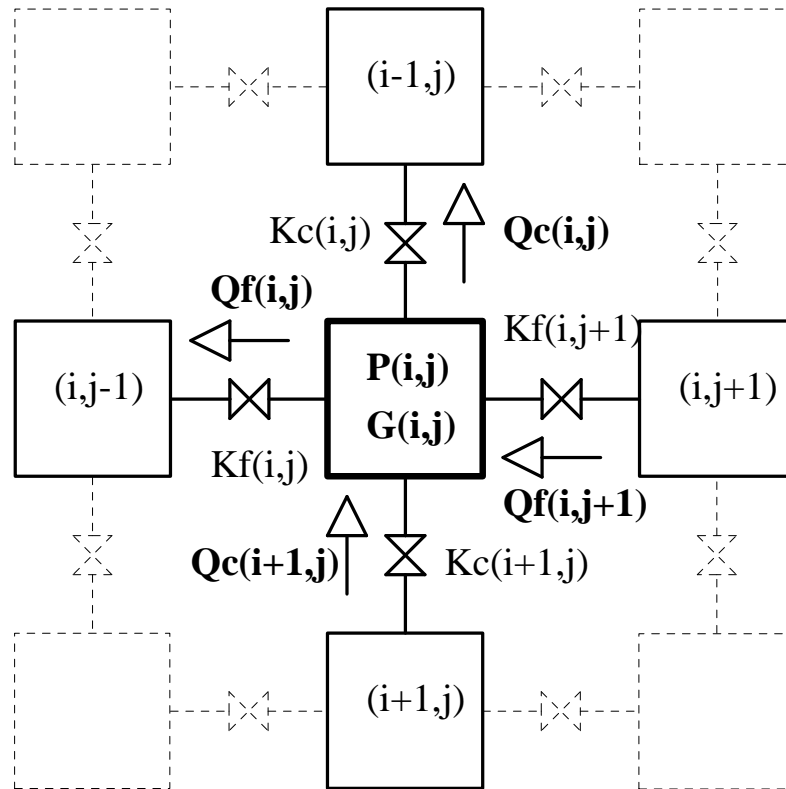 (i-1,j)
Kc(i,j)
Qc(i,j)
Qf(i,j)
Kf(i,j+1)
(i,j-1)
P(i,j)
G(i,j)
(i,j+1)
Kf(i,j)
Qf(i,j+1)
Qc(i+1,j)
Kc(i+1,j)
(i+1,j)